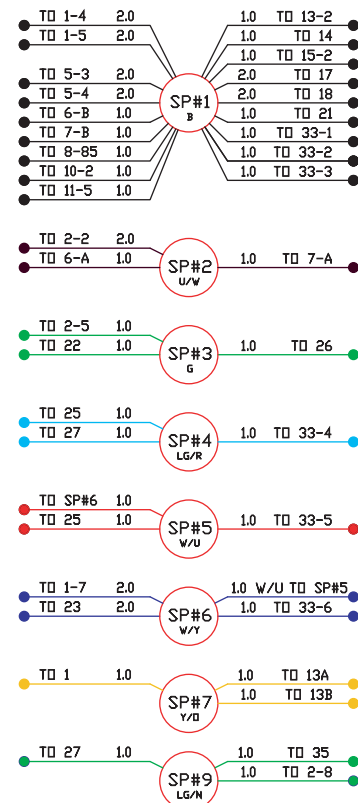 TO 1-4 2.0 1.0 TO 13-2
TO 1-5 2.0 1.0 TO 14
1.0 TO 15-2
TO 5-3 2.0 2.0 TO 17
TO 5-4 2.0 2.0 TO 18
SP#1
B
TO 6-B 1.0 1.0 TO 21
TO 7-B 1.0 1.0 TO 33-1
TO 8-85 1.0 1.0 TO 33-2
TO 10-2 1.0 1.0 TO 33-3
TO 11-5 1.0
TO 2-2 2.0
TO 6-A 1.0 SP#2 1.0 TO 7-A
U/W
TO 2-5 1.0
TO 22 1.0 SP#3 1.0 TO 26
G
TO 25 1.0
TO 27 1.0 SP#4 1.0 TO 33-4
LG/R
TO SP#6 1.0
TO 25 1.0 SP#5 1.0 TO 33-5
W/U
TO 1-7 2.0 1.0 W/U TO SP#5
TO 23 2.0 SP#6 1.0 TO 33-6
W/Y
TO 1 1.0 1.0 TO 13A
SP#7 1.0 TO 13B
Y/O
TO 27 1.0 1.0 TO 35
SP#9 1.0 TO 2-8
LG/N